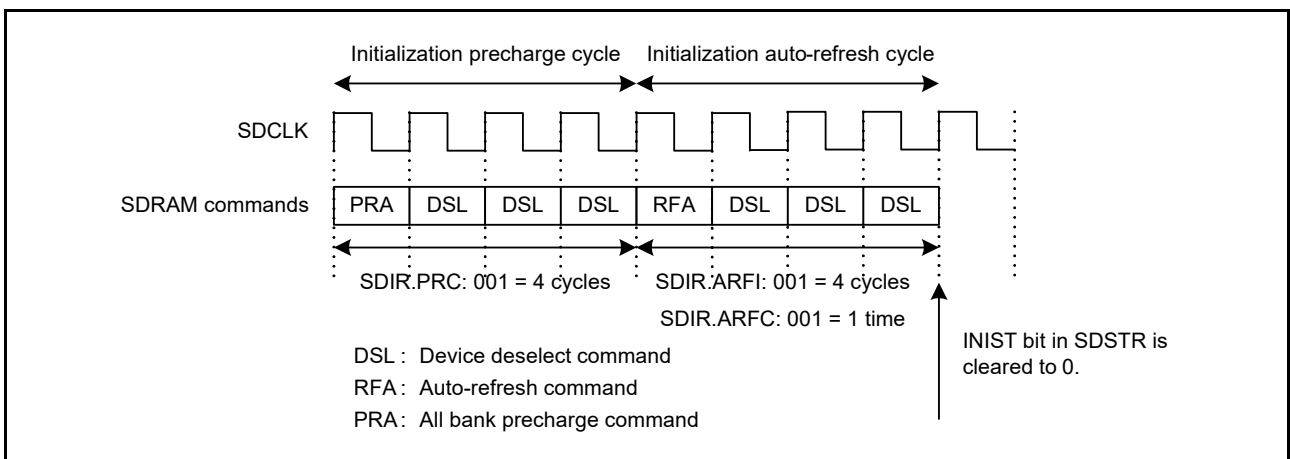 Initialization precharge cycle Initialization auto-refresh cycle
SDCLK
SDRAM commands PRA DSL DSL DSL RFA DSL DSL DSL
SDIR.PRC: 001 = 4 cycles SDIR.ARFI: 001 = 4 cycles
SDIR.ARFC: 001 = 1 time
INIST bit in SDSTR is
cleared to 0.
DSL : Device deselect command
RFA : Auto-refresh command
PRA : All bank precharge command